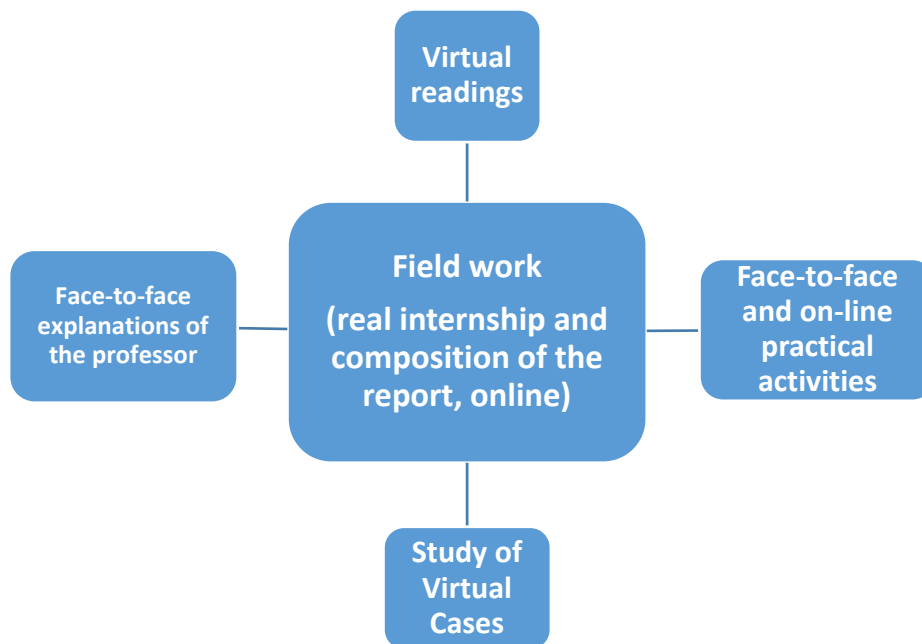 Virtual
readings
Field work
(real internship and
composition of the
report, online)
Face-to-face
explanations of
the professor
Face-to-face
and on-line
practical
activities
Study of
Virtual
Cases